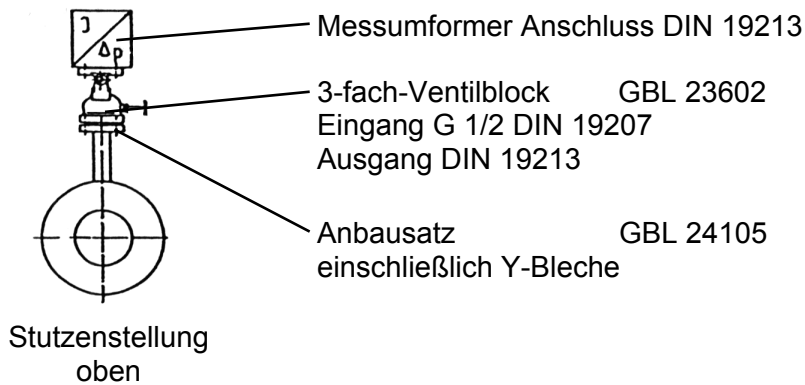 J
Δp
Messumformer Anschluss DIN 19213
3-fach-Ventilblock GBL 23602
Eingang G 1/2 DIN 19207
Ausgang DIN 19213
Anbausatz GBL 24105
einschließlich Y-Bleche
Stutzenstellung
oben